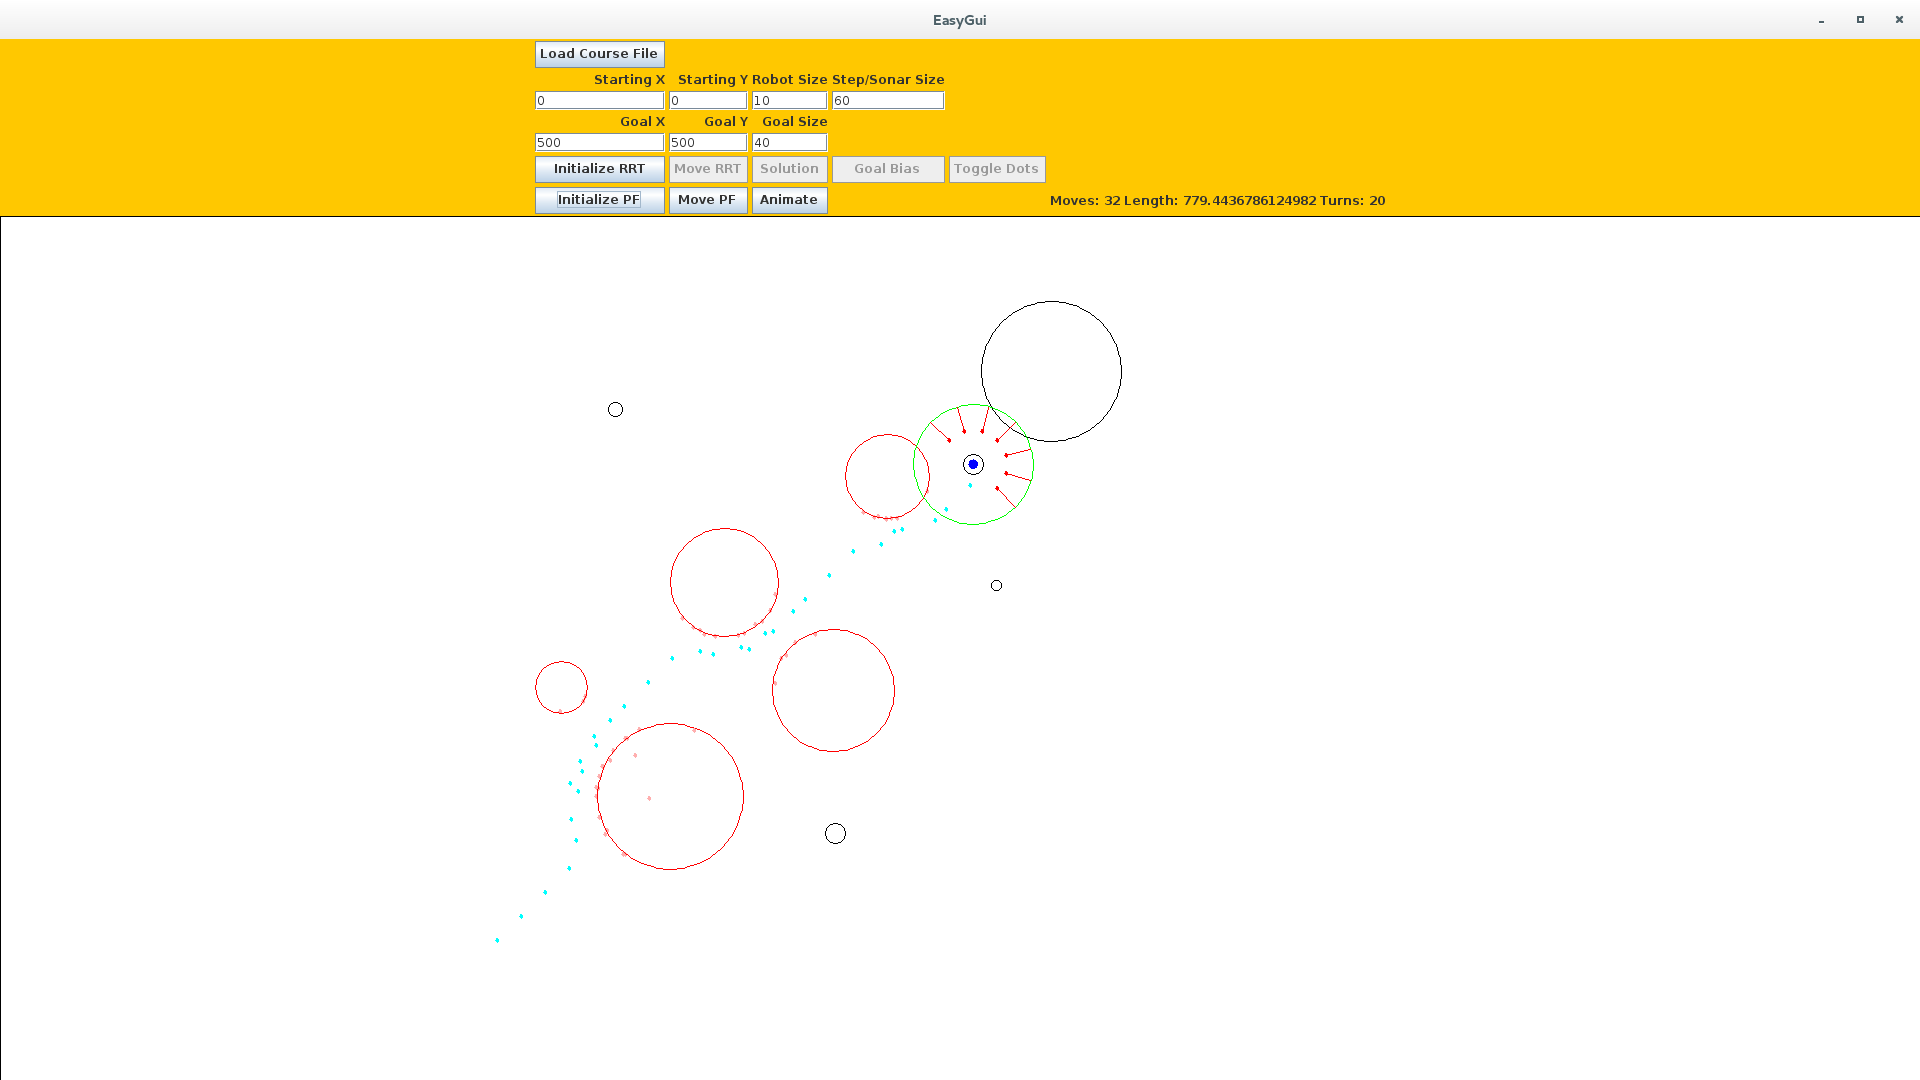 EasyGui
Load Course File
Starting X Starting Y Robot Size Step/Sonar Size
0 0 10 60
Goal X Goal Y Goal Size
500 500 40
Initialize RRT Move RRT Solution Goal Bias Toggle Dots
Initialize PF Move PF Animate Moves: 32 Length: 779.4436786124982 Turns: 20